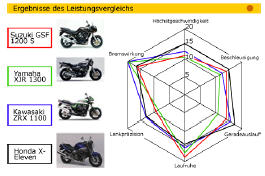 Ergebnisse des Leistungsvergleichs
Suzuki GSF
1200 S
Yamaha
XJR 1300
Kawasaki
ZRX 1100
Honda X-
Eleven
Höchstgeschwindigkeit
20
15
10
5
Bremswirkung
Beschleunigung
Lenkpräzision
Geradeauslauf
Laufruhe